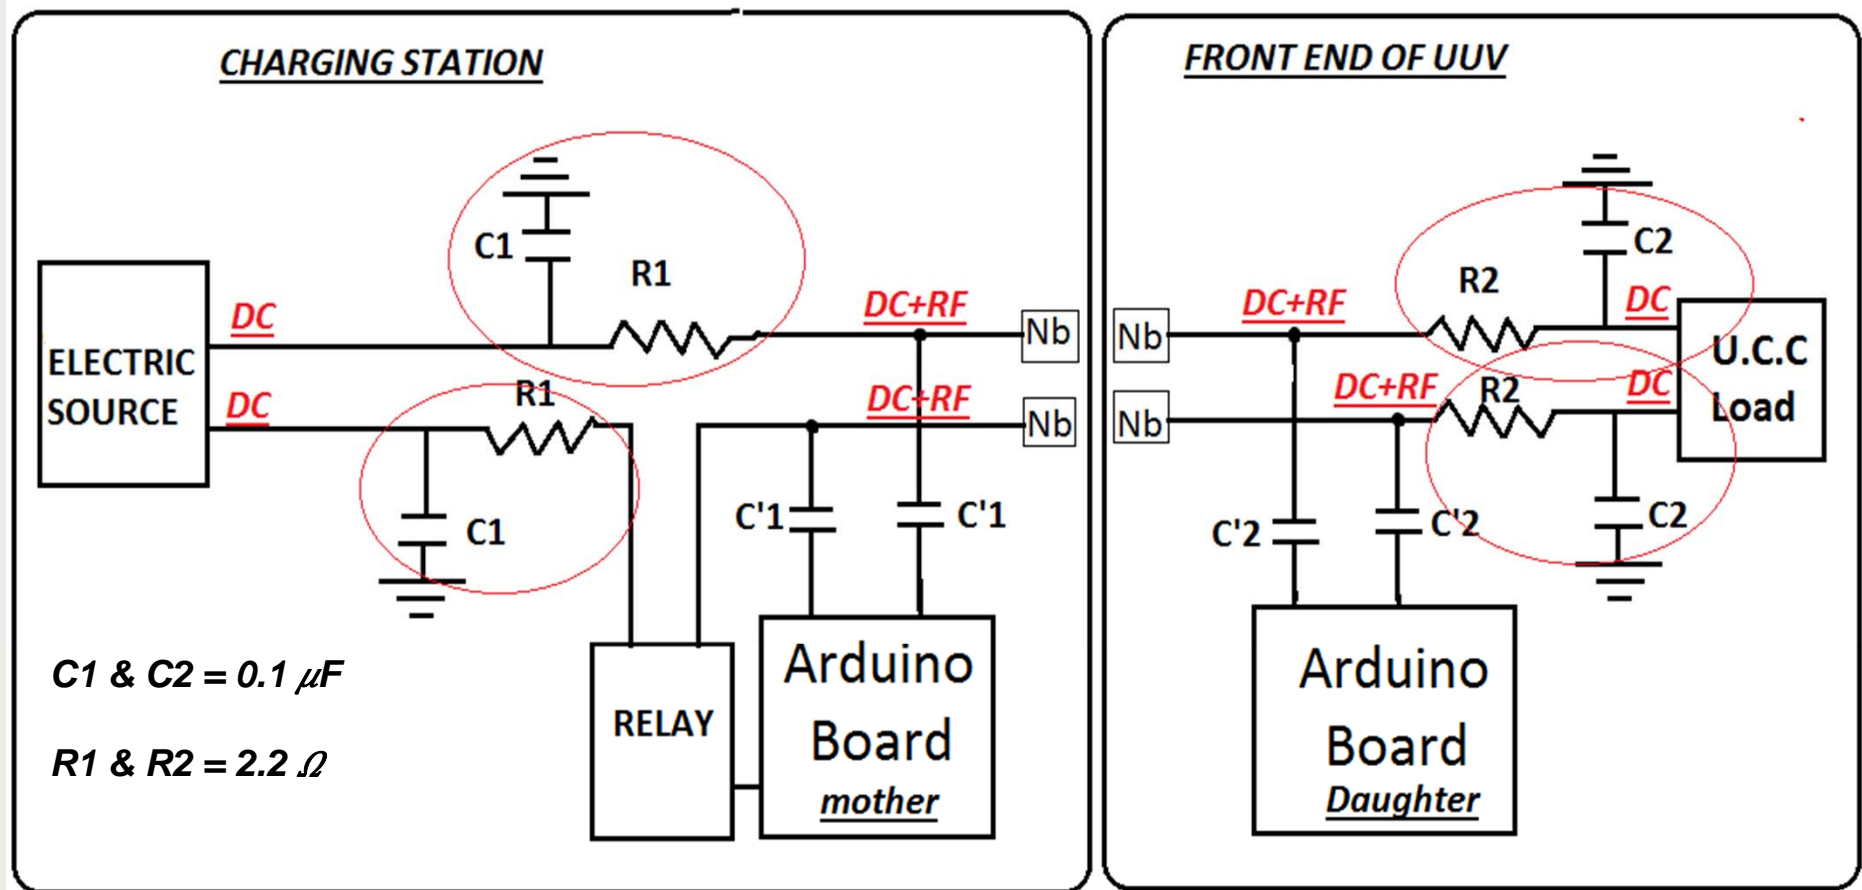 CHARGING STATION
C1
R1
DC
DC+RF
Nb
ELECTRIC
SOURCE
DC
R1
DC+RF
Nb
C1
C'1
C'1
C1 & C2 = 0.1 μF
R1 & R2 = 2.2 Ω
RELAY
Arduino
Board
mother
FRONT END OF UUV
C2
R2
DC+RF
DC
Nb
U.C.C
Load
DC+RF
R2
DC
Nb
C'2
C'2
C2
Arduino
Board
Daughter